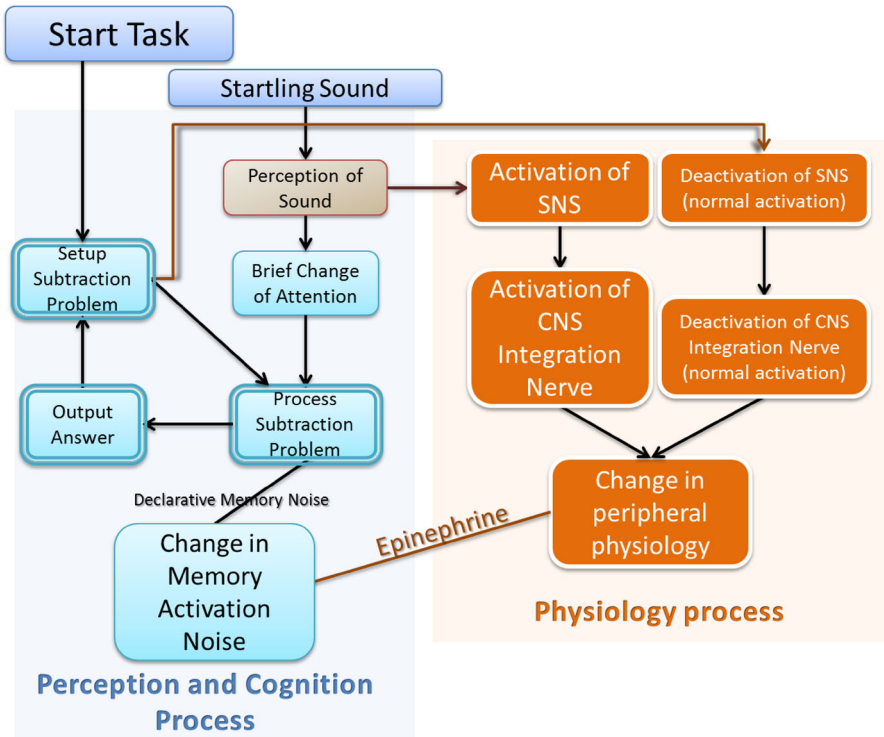 Start Task
Startling Sound
Perception of
Sound
Activation of
SNS
Deactivation of SNS
(normal activation)
Setup
Subtraction
Problem
Brief Change
of Attention
Activation of
CNS
Integration
Nerve
Deactivation of CNS
Integration Nerve
(normal activation)
Output
Answer
Process
Subtraction
Problem
Declarative Memory Noise
Change in
Memory
Activation
Noise
Epinephrine
Change in
peripheral
physiology
Physiology process
Perception and Cognition
Process